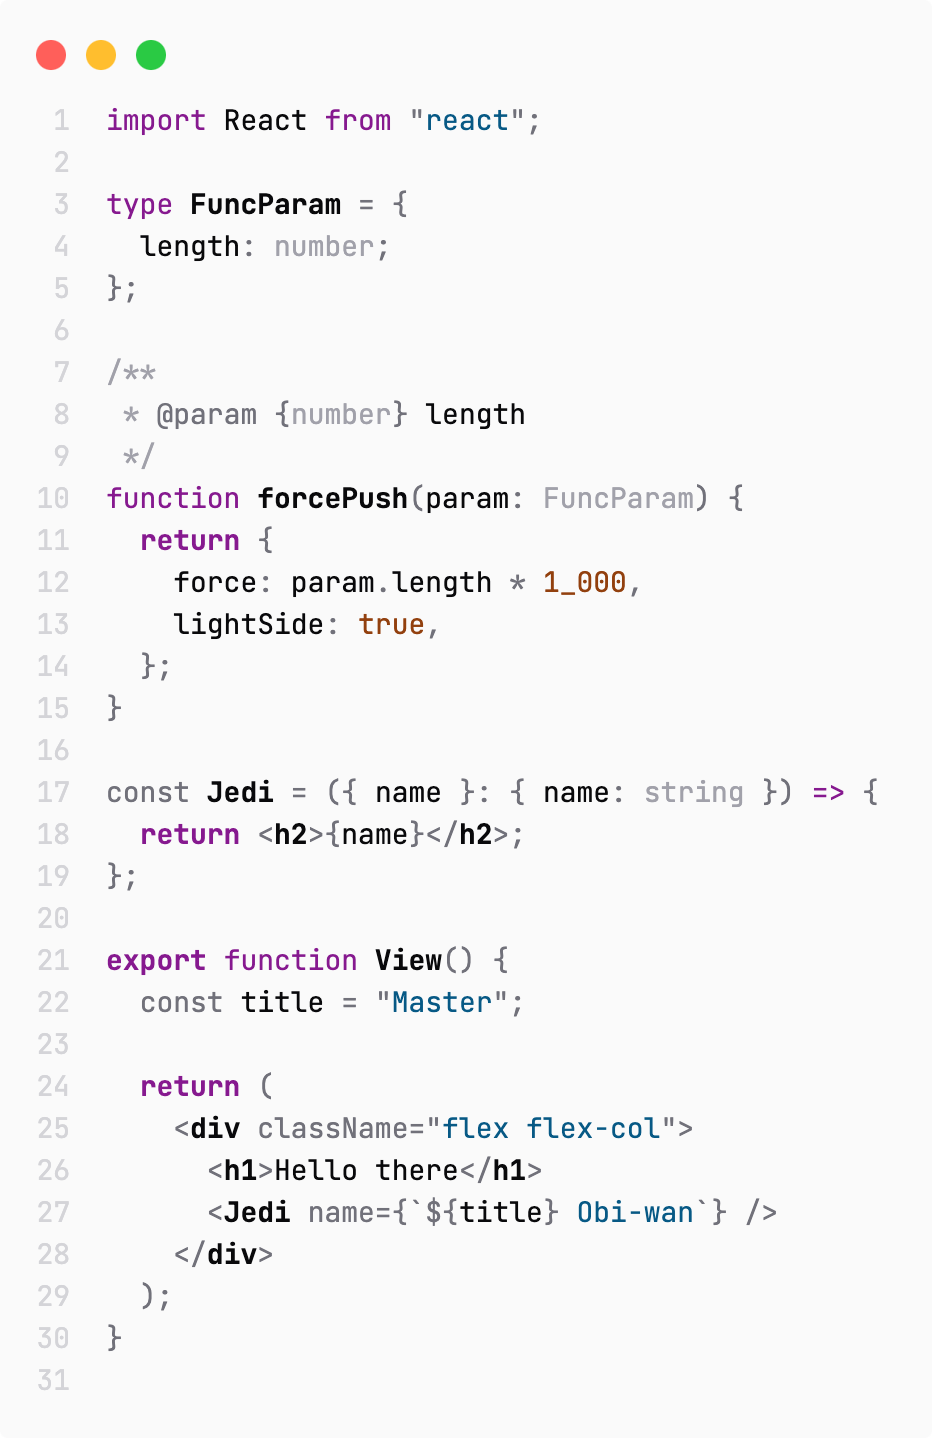 1 import React from "react";
2
3 type FuncParam = {
4   length: number;
5 };
6
7 /**
8  * @param {number} length
9  */
10 function forcePush(param: FuncParam) {
11   return {
12     force: param.length * 1_000,
13     lightSide: true,
14   };
15 }
16
17 const Jedi = ({ name }: { name: string }) => {
18   return <h2>{name}</h2>;
19 };
20
21 export function View() {
22   const title = "Master";
23
24   return (
25     <div className="flex flex-col">
26       <h1>Hello there</h1>
27       <Jedi name={`${title} Obi-wan`} />
28     </div>
29   );
30 }
31